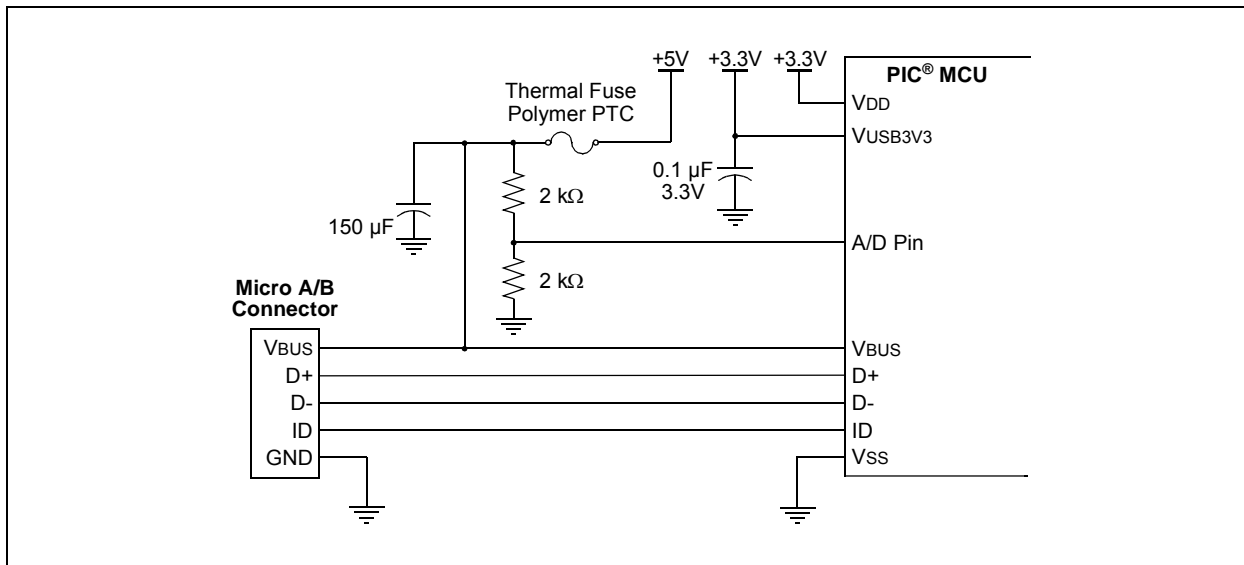 +5V
+3.3V
+3.3V
PIC® MCU
Thermal Fuse
Polymer PTC
VDD
VUSB3V3
0.1 µF
3.3V
2 kΩ
150 µF
A/D Pin
2 kΩ
Micro A/B
Connector
VBUS
VBUS
D+
D+
D-
D-
ID
ID
GND
VSS